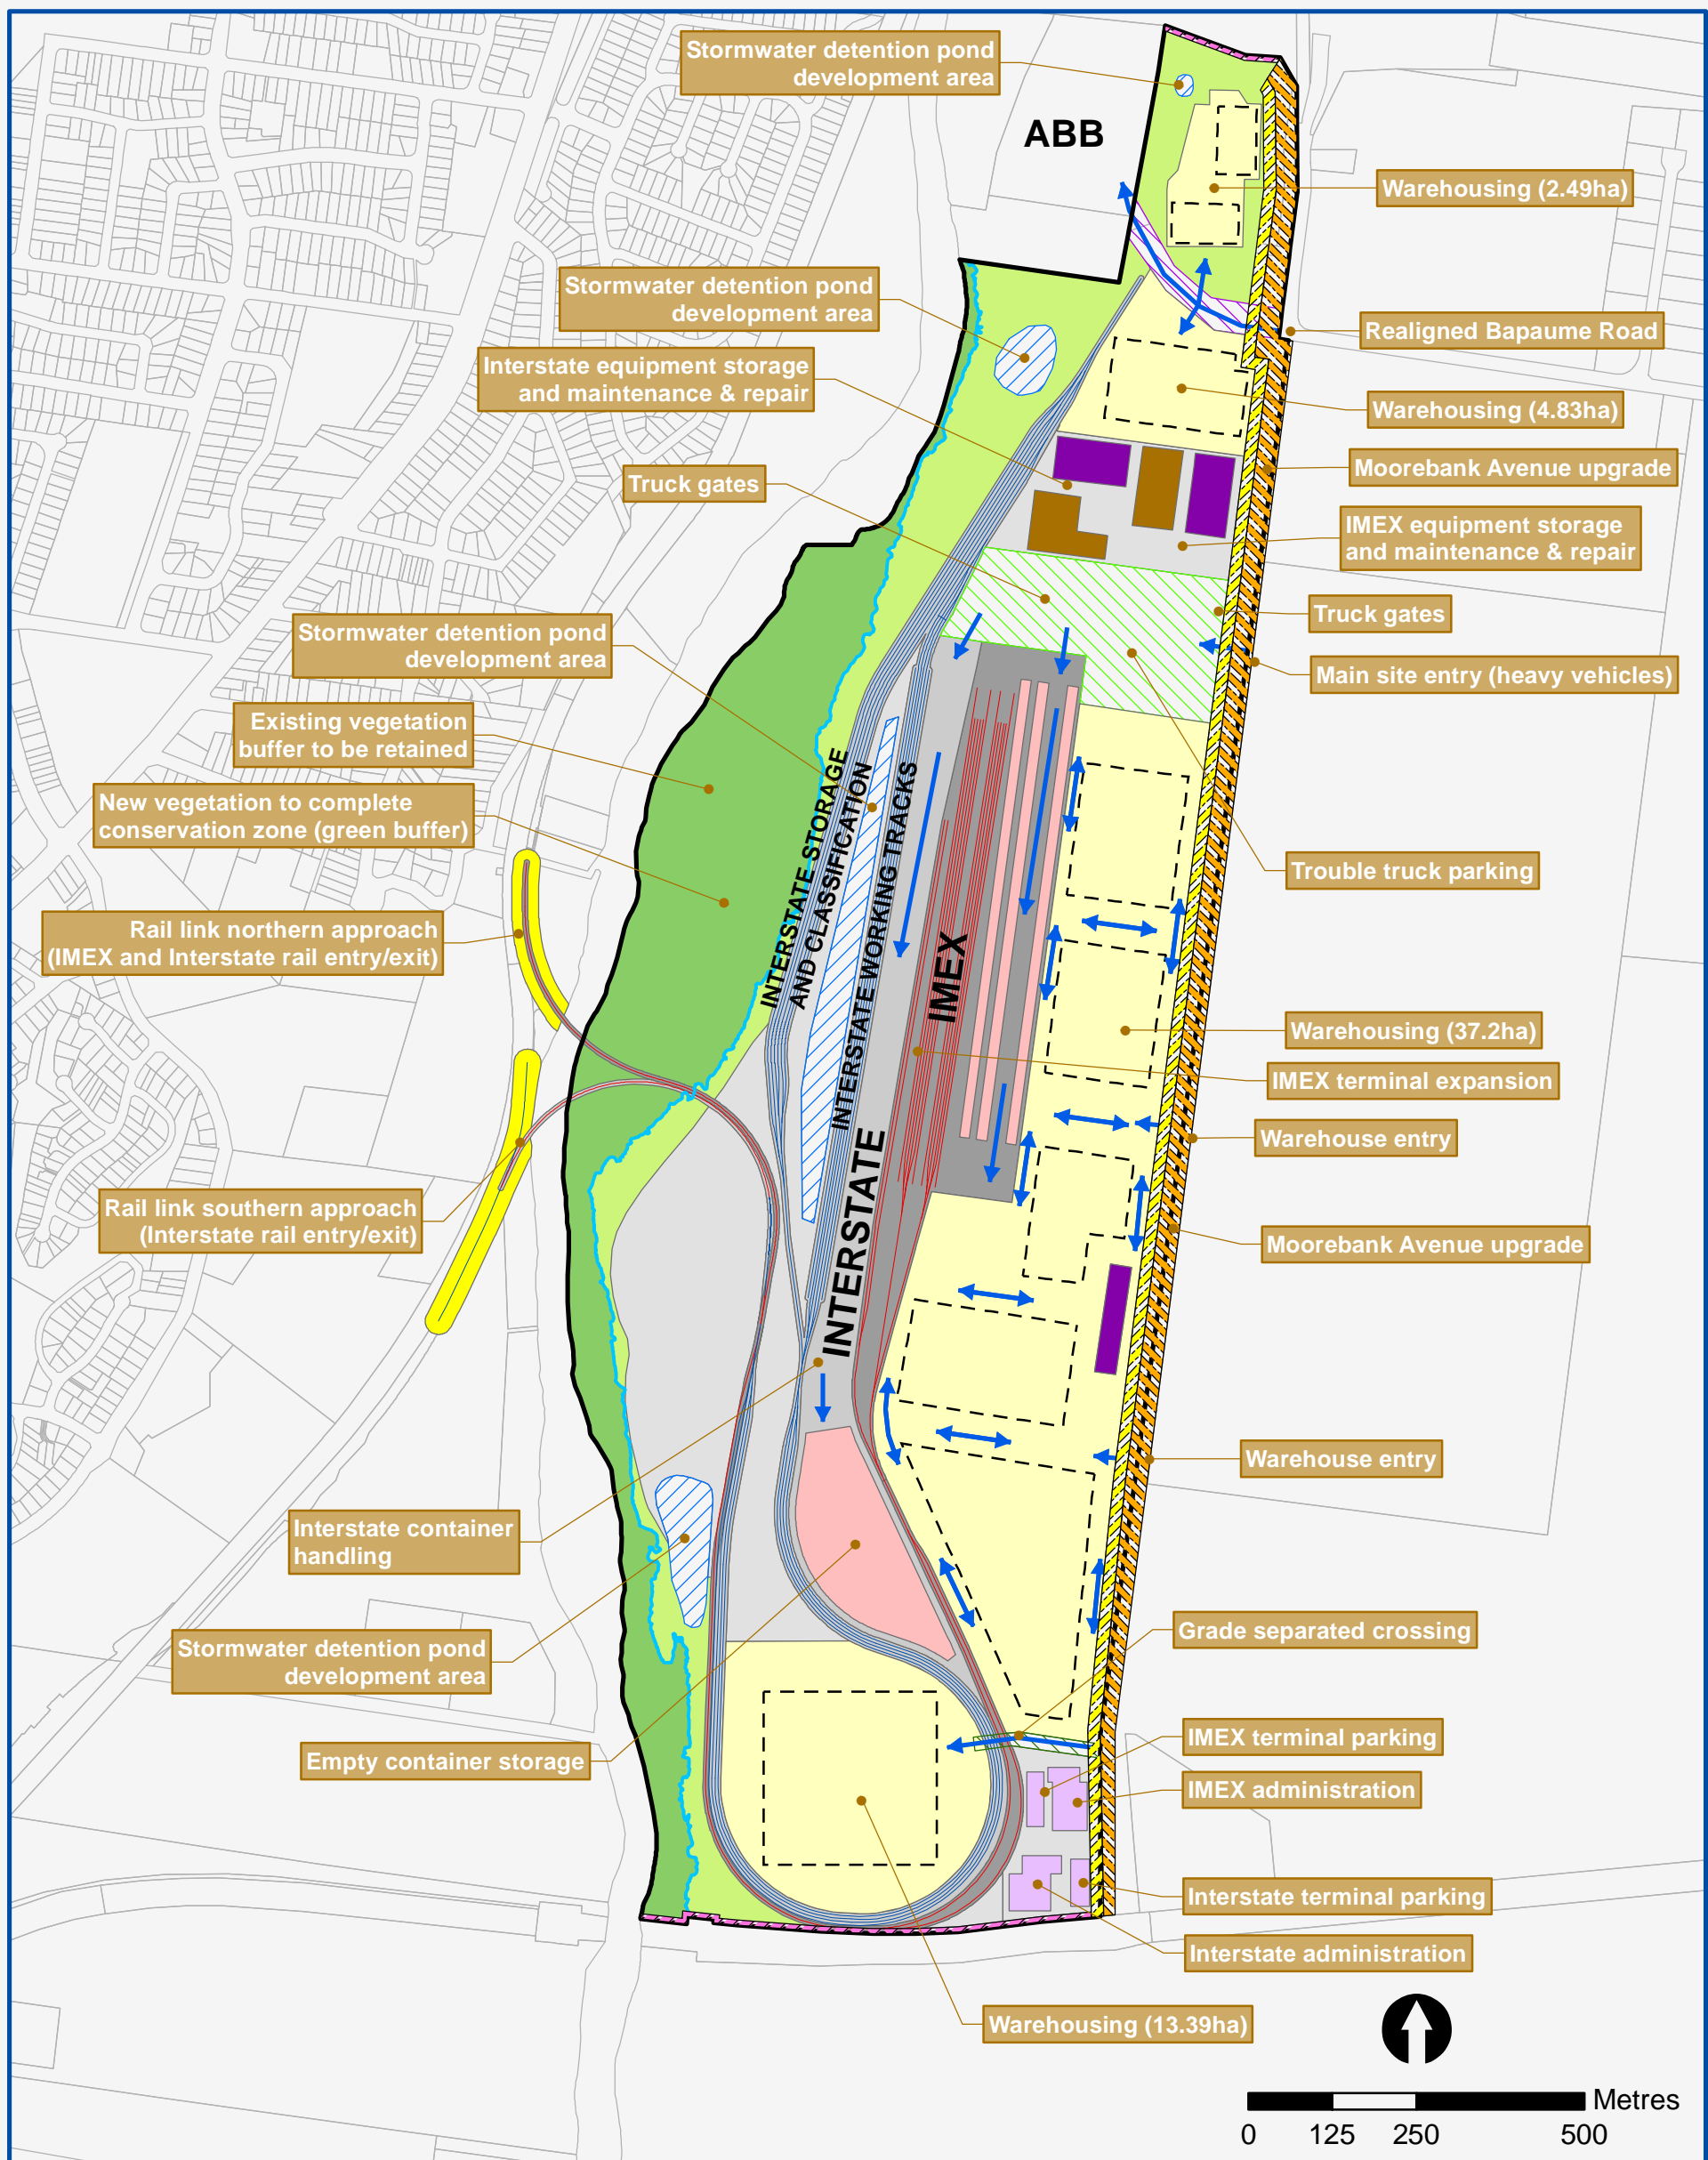 Stormwater detention pond
development area
ABB
Warehousing (2.49ha)
Stormwater detention pond
development area
Realigned Bapaume Road
Interstate equipment storage
and maintenance & repair
Warehousing (4.83ha)
Moorebank Avenue upgrade
Truck gates
IMEX equipment storage
and maintenance & repair
Truck gates
Stormwater detention pond
development area
Main site entry (heavy vehicles)
Existing vegetation
buffer to be retained
New vegetation to complete
conservation zone (green buffer)
INTERSTATE STORAGE
AND CLASSIFICATION
INTERSTATE WORKING TRACKS
Trouble truck parking
Rail link northern approach
(IMEX and Interstate rail entry/exit)
IMEX
Warehousing (37.2ha)
IMEX terminal expansion
Warehouse entry
Rail link southern approach
(Interstate rail entry/exit)
INTERSTATE
Moorebank Avenue upgrade
Warehouse entry
Interstate container
handling
Stormwater detention pond
development area
Grade separated crossing
Empty container storage
IMEX terminal parking
IMEX administration
Interstate terminal parking
Interstate administration
Warehousing (13.39ha)
Metres
0 125 250 500